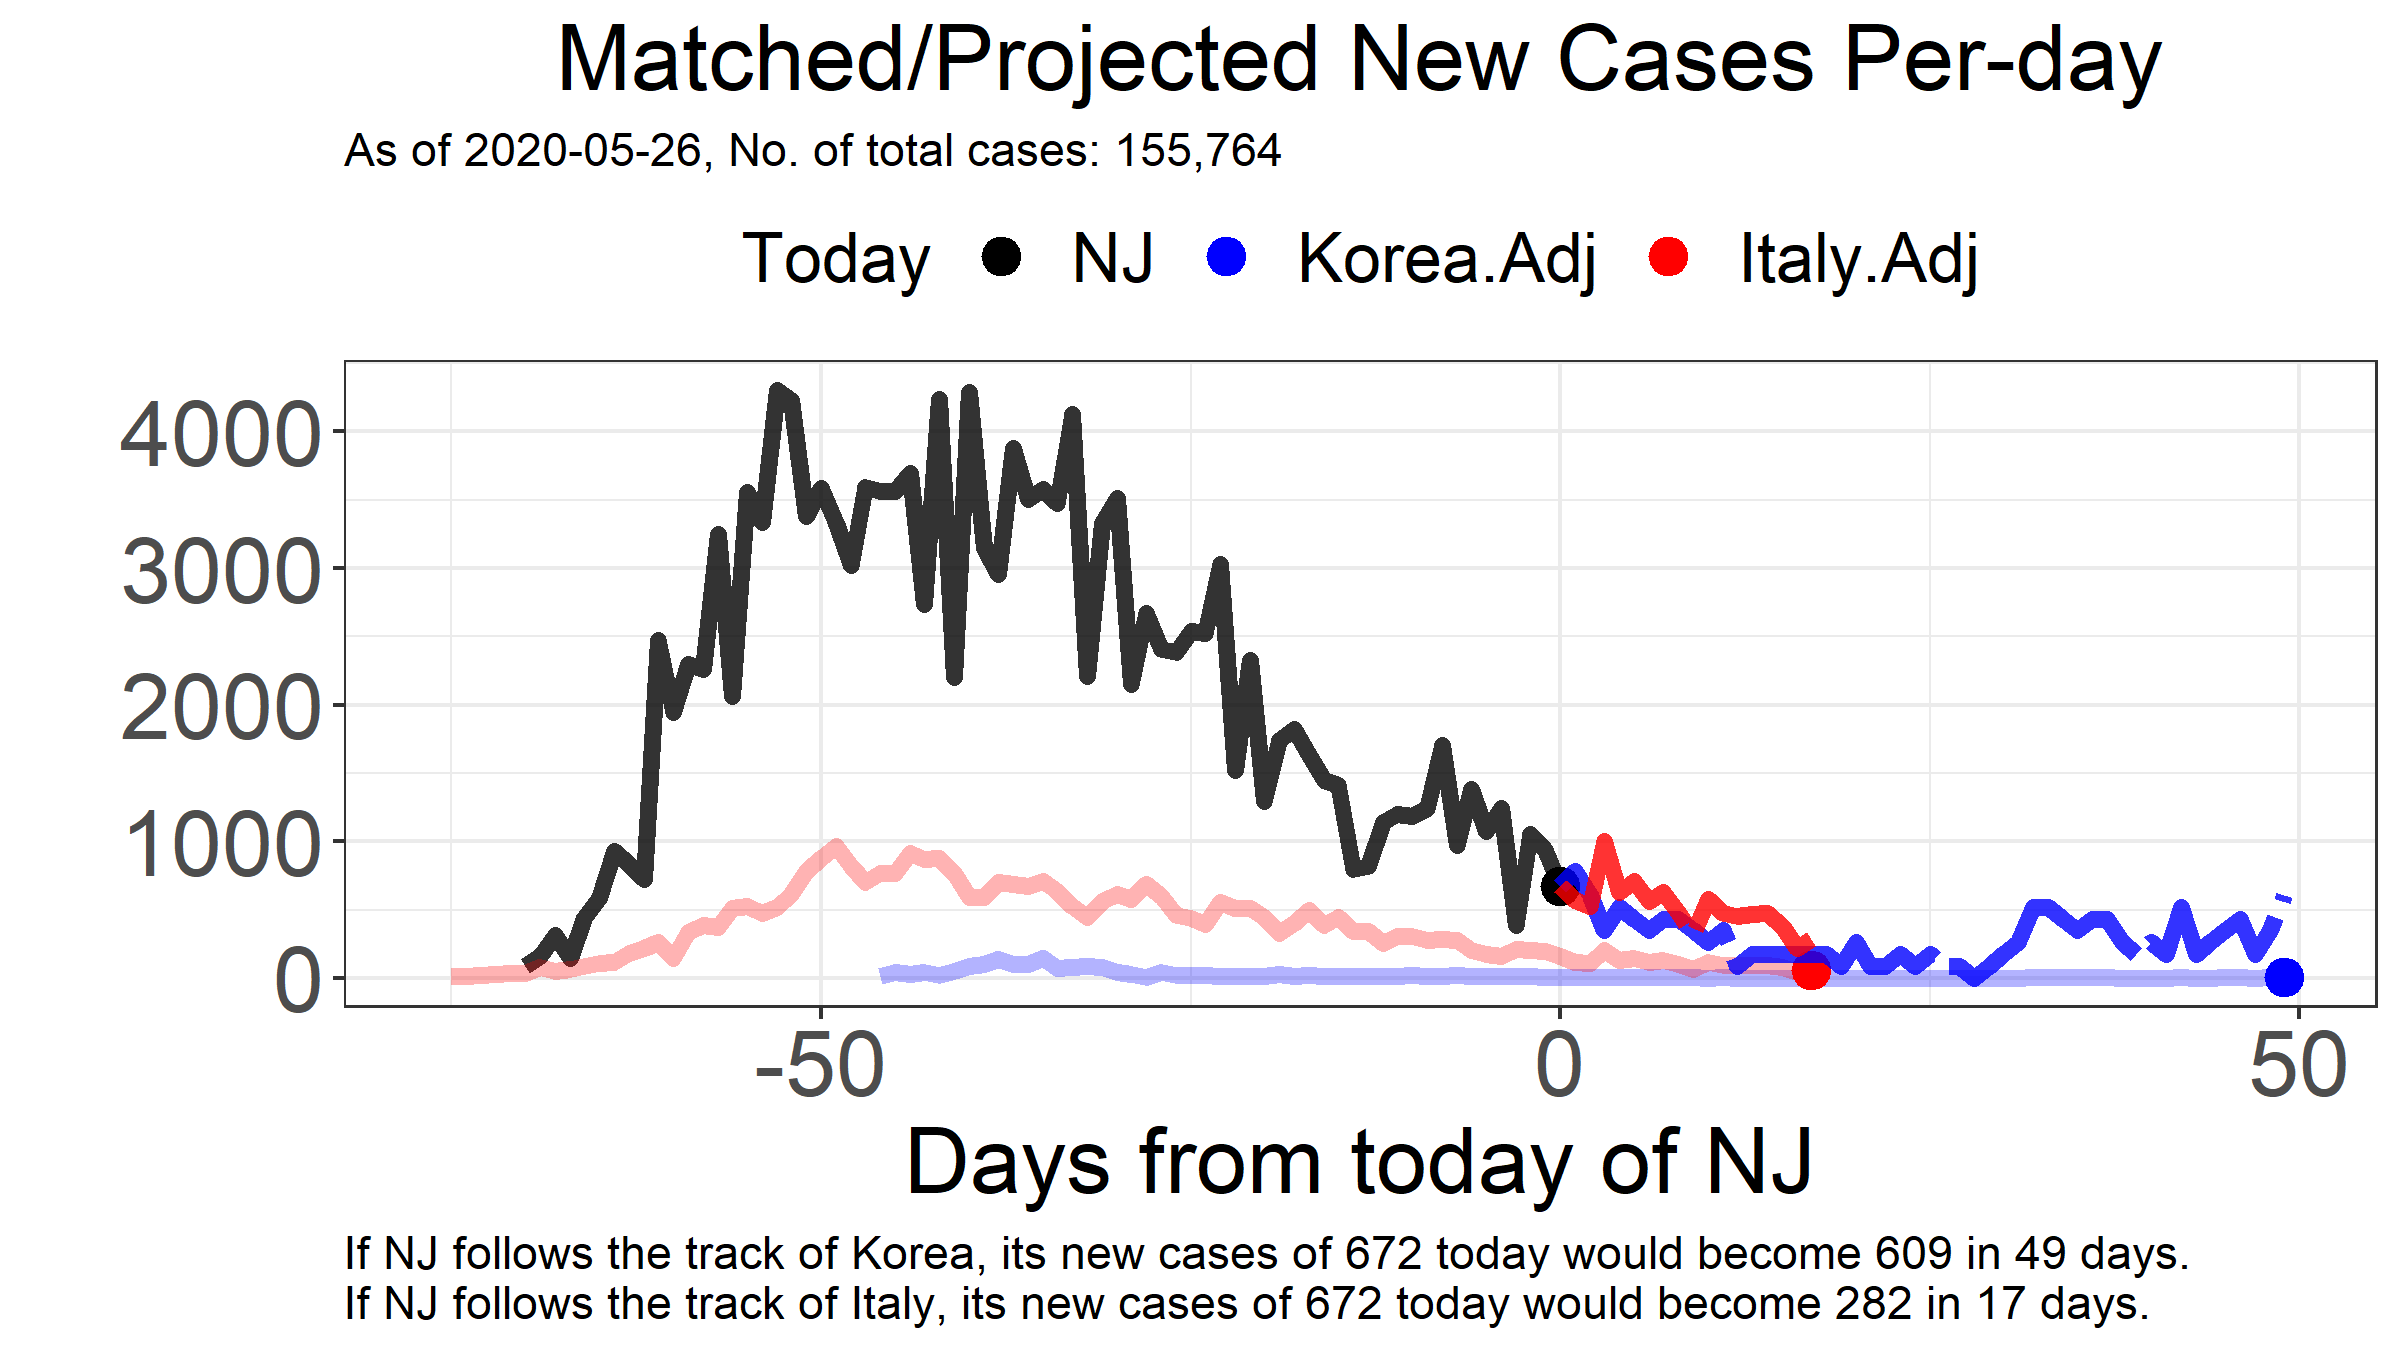 Matched/Projected New Cases Per-day
As of 2020-05-26, No. of total cases: 155,764
Today NJ Korea.Adj Italy.Adj
4000
3000
2000
1000
0
-50 0 50
Days from today of NJ
If NJ follows the track of Korea, its new cases of 672 today would become 609 in 49 days.
If NJ follows the track of Italy, its new cases of 672 today would become 282 in 17 days.